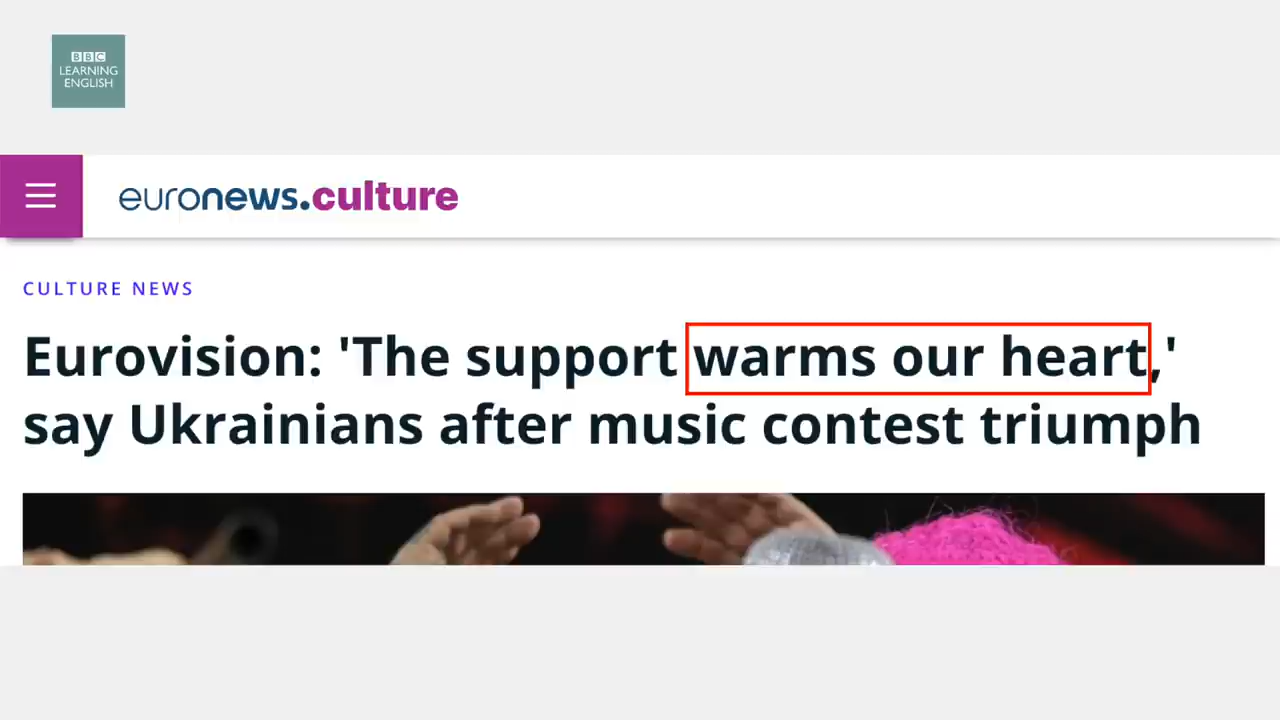 BBC
LEARNING
ENGLISH
euronews.culture
CULTURE NEWS
Eurovision: 'The support warms our heart,'
say Ukrainians after music contest triumph